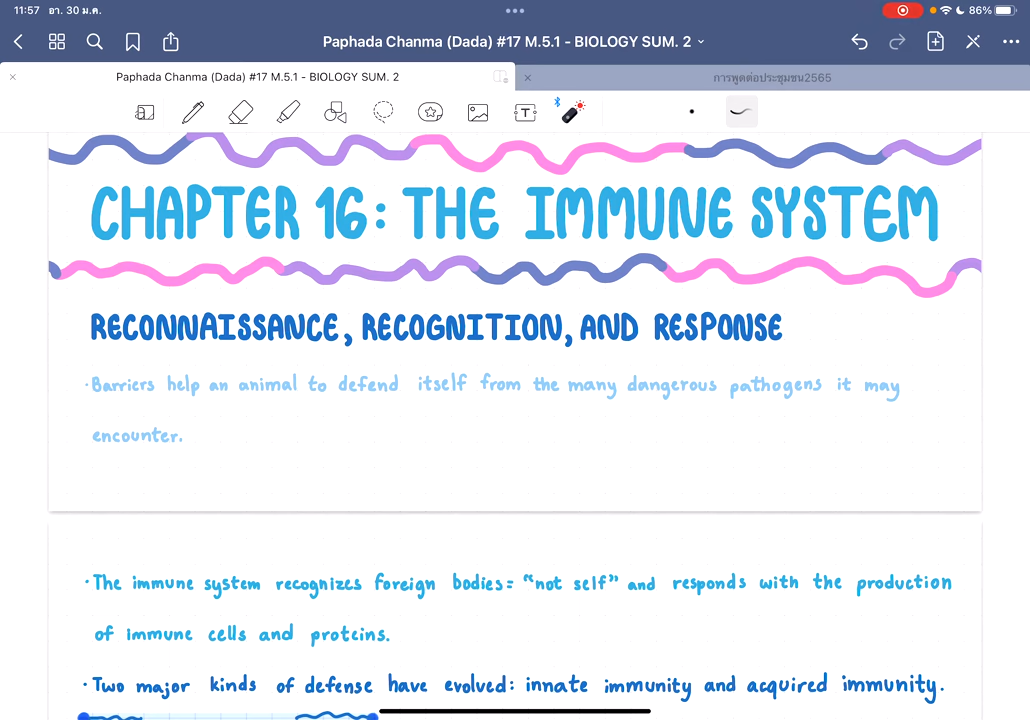 11:57 อา. 30 ม.ค.
86%
Paphada Chanma (Dada) #17 M.5.1 - BIOLOGY SUM. 2
Paphada Chanma (Dada) #17 M.5.1 - BIOLOGY SUM. 2
การพูดต่อประชุมชน2565
T
CHAPTER 16: THE IMMUNE SYSTEM
RECONNAISSANCE, RECOGNITION, AND RESPONSE
·Barriers help an animal to defend itself from the many dangerous pathogens it may
encounter.
·The immune system recognizes foreign bodies = "not self" and responds with the production
of immune cells and proteins.
·Two major kinds of defense have evolved: innate immunity and acquired immunity.